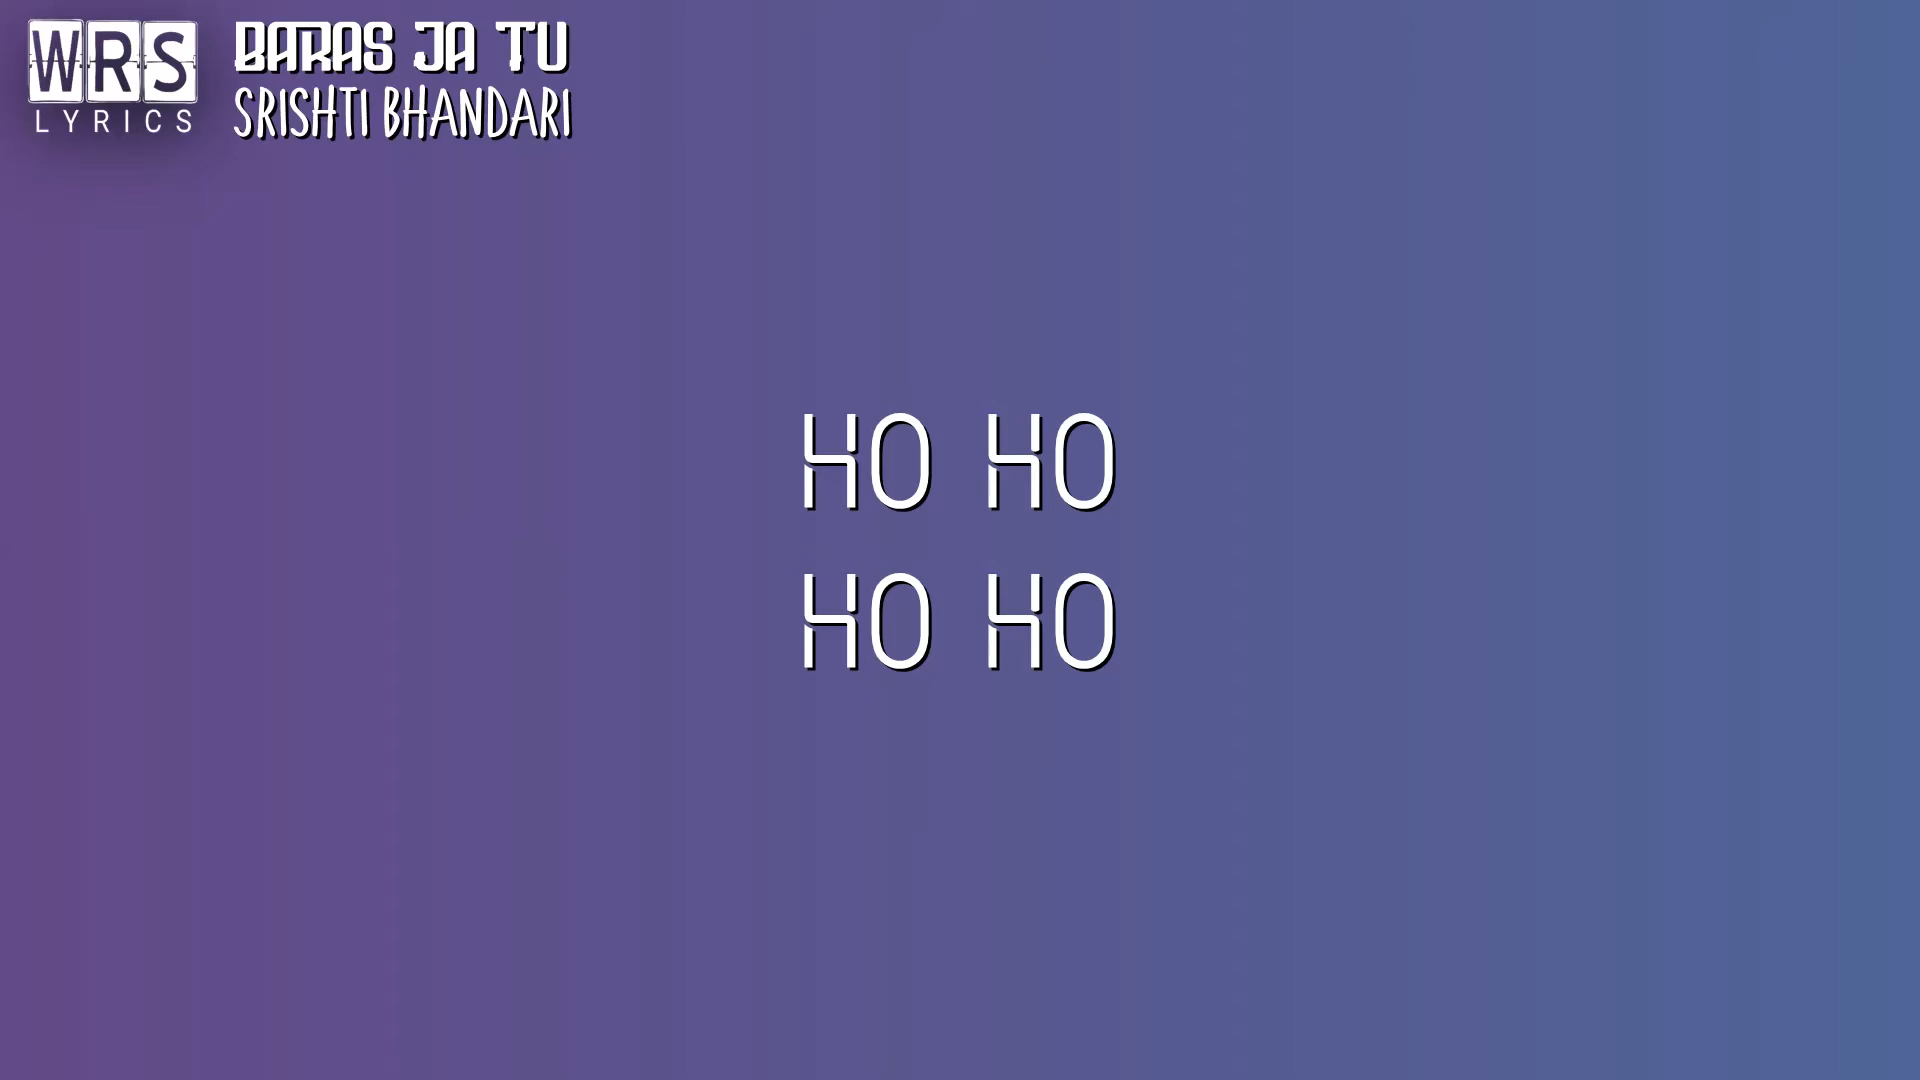 WRS
LYRICS
BARAS JA TU
SRISHTI BHANDARI
HO HO
HO HO